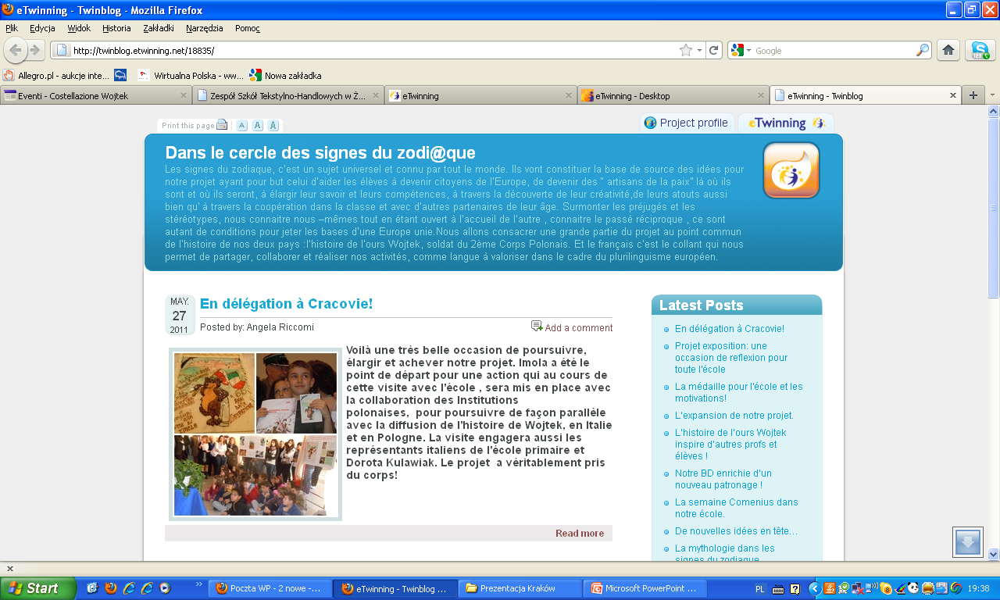 eTwinning - Twinblog - Mozilla Firefox
Plik Edycja Widok Historia Zakładki Narzędzia Pomoc
http://twinblog.etwinning.net/18835/
Google
Allegro.pl - aukcje inte... Wirtualna Polska - ww... Nowa zakładka
Eventi - Costellazione Wojtek
Zespół Szkół Tekstylno-Handlowych w Ż...
eTwinning
eTwinning - Desktop
eTwinning - Twinblog
Print this page A A A
Project profile
eTwinning
Dans le cercle des signes du zodi@que
Les signes du zodiaque, c'est un sujet universel et connu par tout le monde. Ils vont constituer la base de source des idées pour
notre projet ayant pour but celui d'aider les élèves à devenir citoyens de l'Europe, de devenir des " artisans de la paix" là où ils
sont et où ils seront, à élargir leur savoir et leurs compétences, à travers la découverte de leur créativité,de leurs atouts aussi
bien qu' à travers la coopération dans la classe et avec d'autres partenaires de leur âge. Surmonter les préjugés et les
stéréotypes, nous connaitre nous –mêmes tout en étant ouvert à l'accueil de l'autre , connaitre le passé réciproque , ce sont
autant de conditions pour jeter les bases d'une Europe unie.Nous allons consacrer une grande partie du projet au point commun
de l'histoire de nos deux pays :l'histoire de l'ours Wojtek, soldat du 2ème Corps Polonais. Et le français c'est le collant qui nous
permet de partager, collaborer et réaliser nos activités, comme langue à valoriser dans le cadre du plurilinguisme européen.
MAY.
27
2011
En délégation à Cracovie!
Posted by: Angela Riccomi
Add a comment
Voilà une très belle occasion de poursuivre,
élargir et achever notre projet. Imola a été le
point de départ pour une action qui au cours de
cette visite avec l'école , sera mis en place avec
la collaboration des Institutions
polonaises, pour poursuivre de façon parallèle
avec la diffusion de l'histoire de Wojtek, en Italie
et en Pologne. La visite engagera aussi les
représentants italiens de l'école primaire et
Dorota Kulawiak. Le projet a véritablement pris
du corps!
Read more
Latest Posts
En délégation à Cracovie!
Projet exposition: une
occasion de reflexion pour
toute l'école
La médaille pour l'école et les
motivations!
L'expansion de notre projet.
L'histoire de l'ours Wojtek
inspire d'autres profs et
élèves !
Notre BD enrichie d'un
nouveau patronage !
La semaine Comenius dans
notre école.
De nouvelles idées en tête...
La mythologie dans les
signes du zodiaque
Start
Poczta WP - 2 nowe -...
eTwinning - Twinblog ...
Prezentacja Kraków
Microsoft PowerPoint ...
PL
19:38